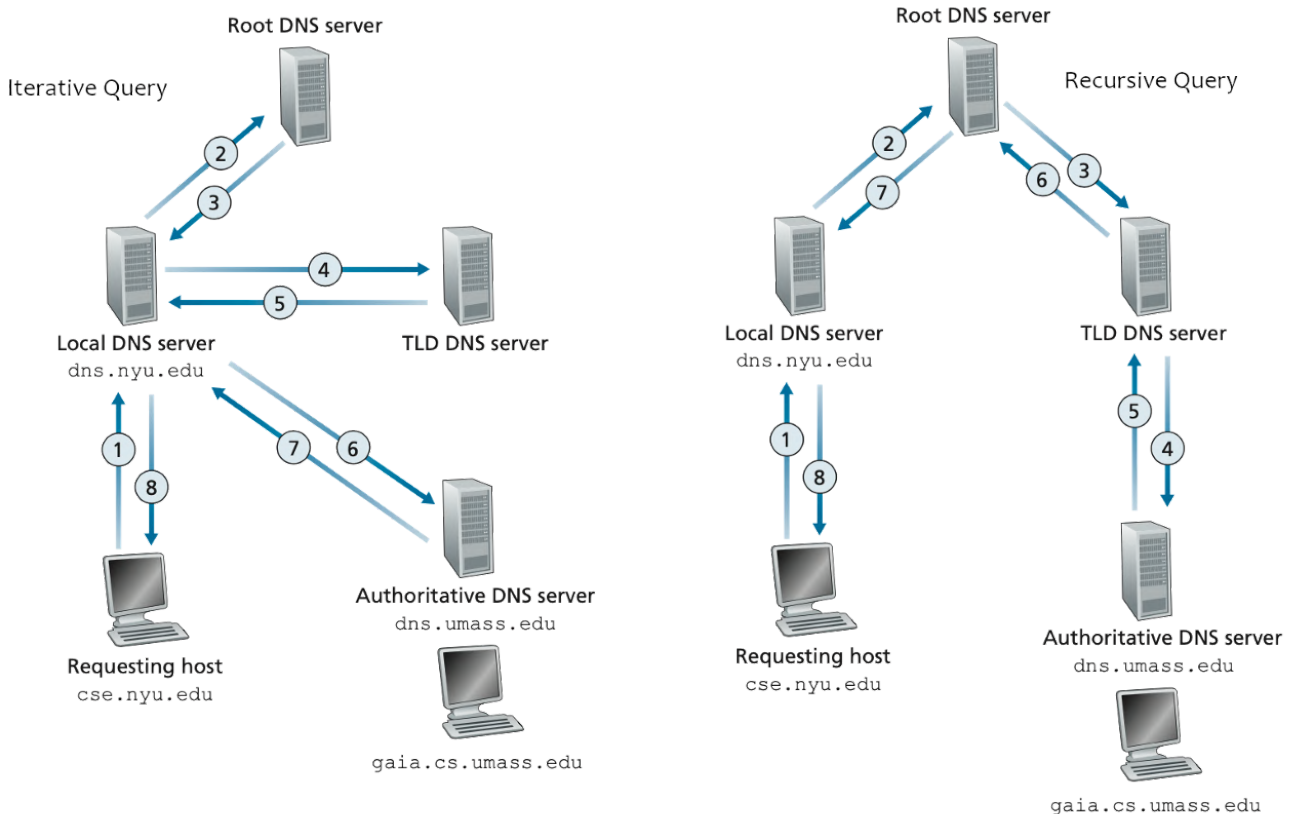 Root DNS server
Iterative Query
2
3
4
5
Local DNS server
dns.nyu.edu
TLD DNS server
1
8
7
6
Requesting host
cse.nyu.edu
Authoritative DNS server
dns.umass.edu
gaia.cs.umass.edu
Root DNS server
Recursive Query
2
7
6
3
Local DNS server
dns.nyu.edu
TLD DNS server
1
8
5
4
Requesting host
cse.nyu.edu
Authoritative DNS server
dns.umass.edu
gaia.cs.umass.edu